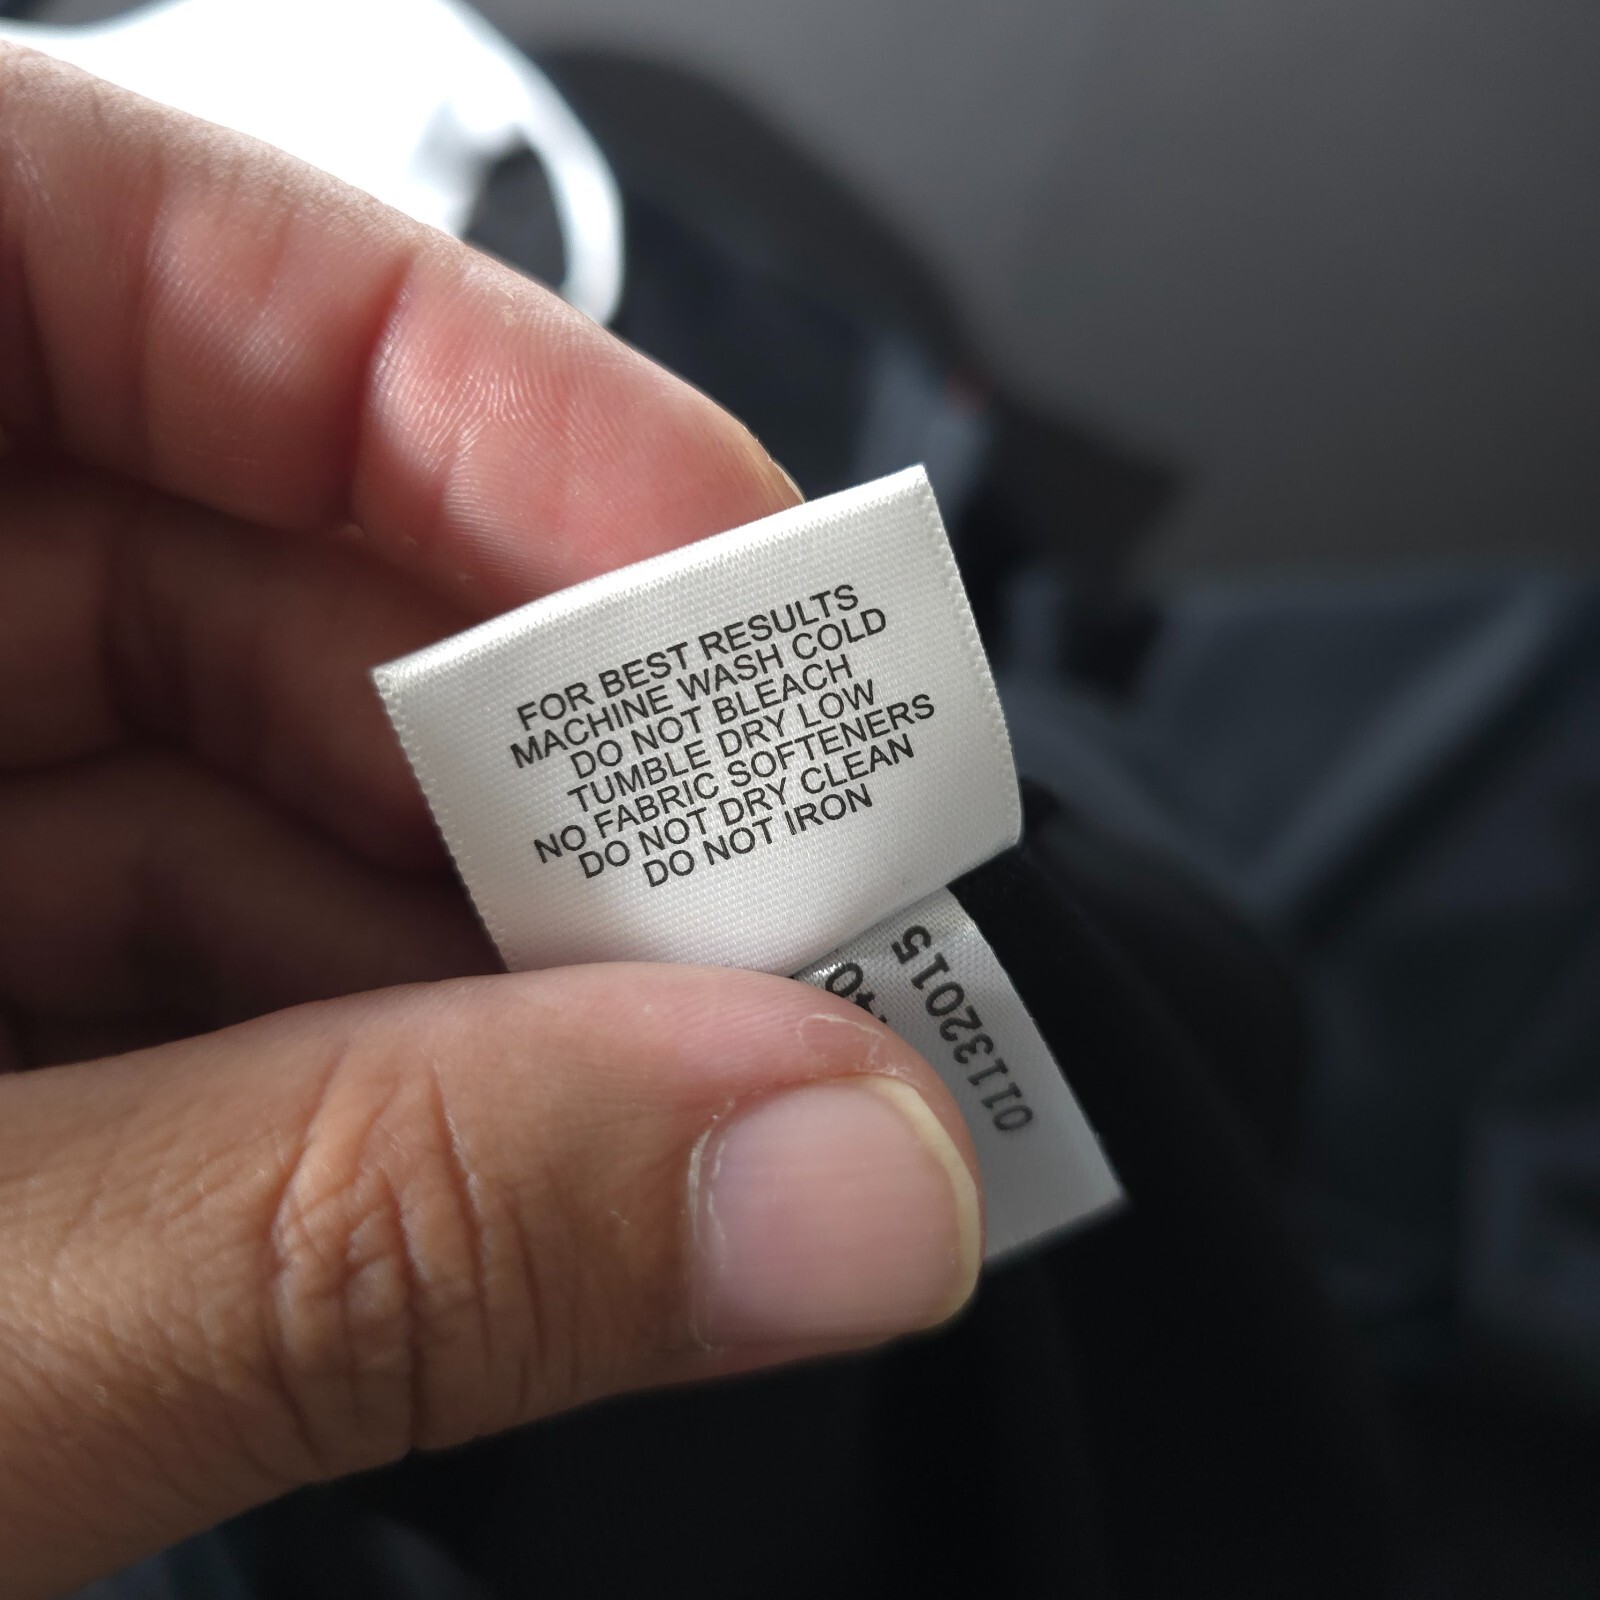 FOR BEST RESULTS
MACHINE WASH COLD
DO NOT BLEACH
TUMBLE DRY LOW
NO FABRIC SOFTENERS
DO NOT DRY CLEAN
DO NOT IRON
01132015